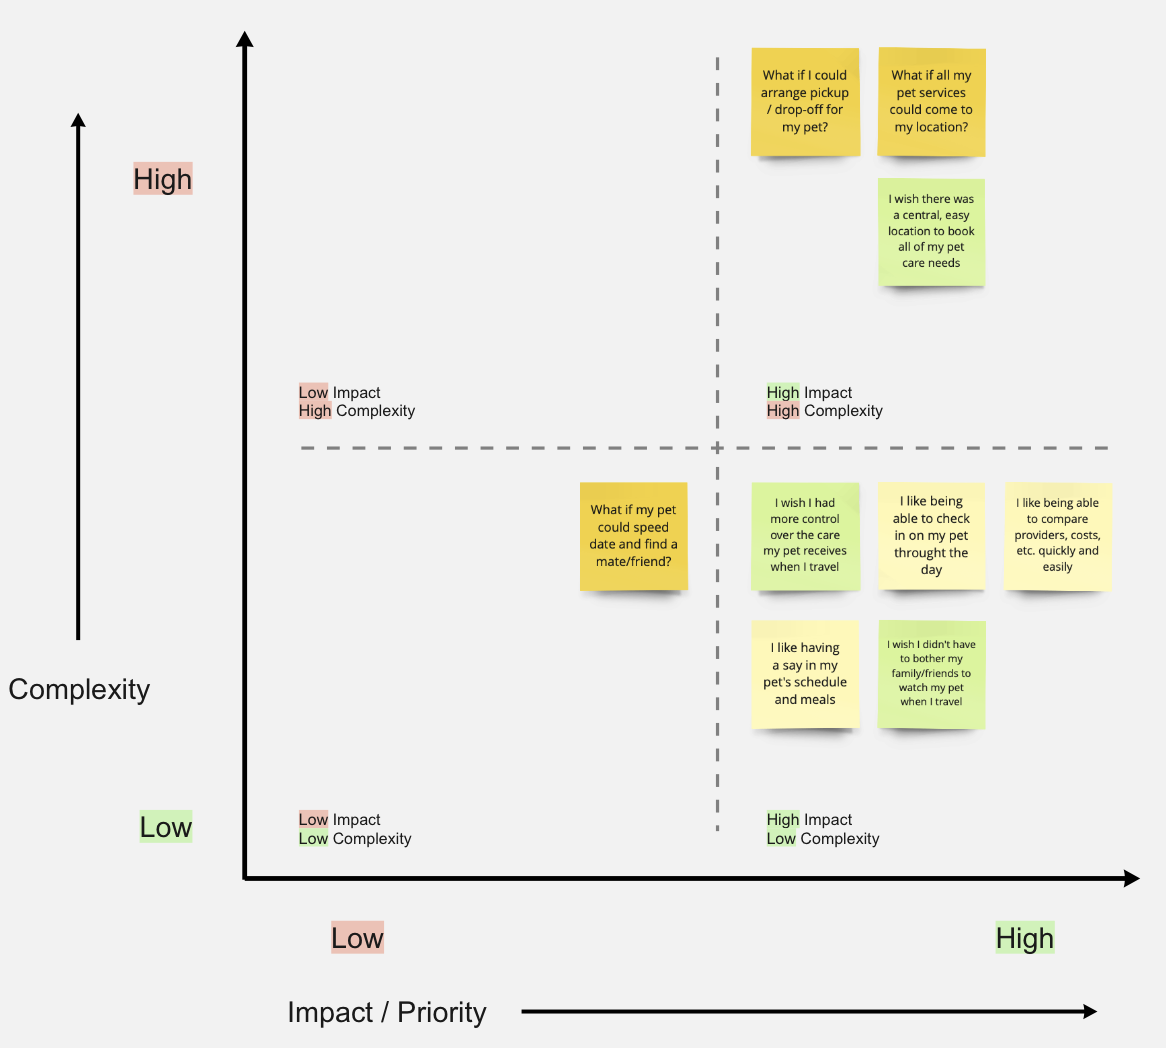 What if I could
arrange pickup
/ drop-off for
my pet?
What if all my
pet services
could come to
my location?
High
I wish there was
a central, easy
location to book
all of my pet
care needs
Low Impact
High Complexity
High Impact
High Complexity
What if my pet
could speed
date and find a
mate/friend?
I wish I had
more control
over the care
my pet receives
when I travel
I like being
able to check
in on my pet
throught the
day
I like being able
to compare
providers, costs,
etc. quickly and
easily
I like having
a say in my
pet's schedule
and meals
I wish I didn't have
to bother my
family/friends to
watch my pet
when I travel
Complexity
Low
Low Impact
Low Complexity
High Impact
Low Complexity
Low
High
Impact / Priority